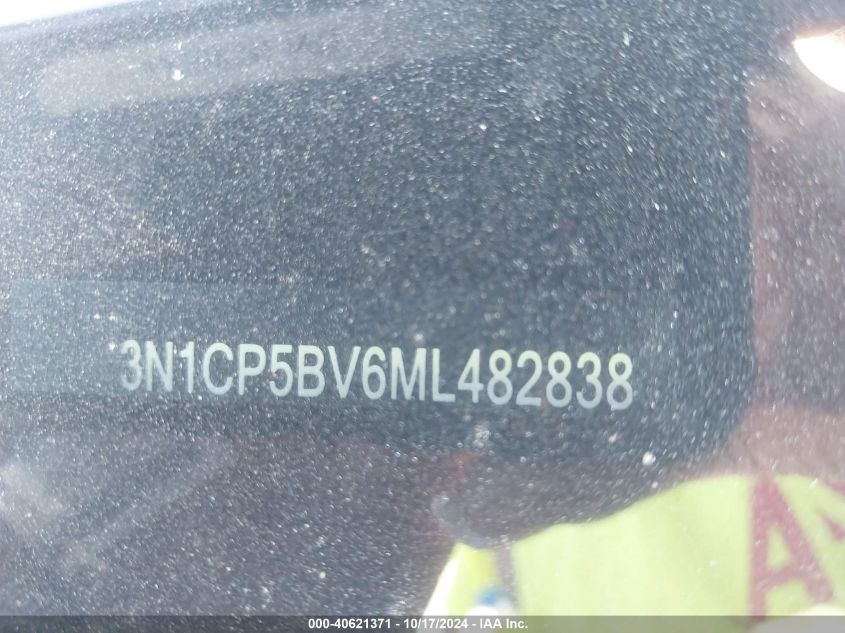 3N1CP5BV6ML482838
000-40621371 | 10/17/2024 - IAA Inc.